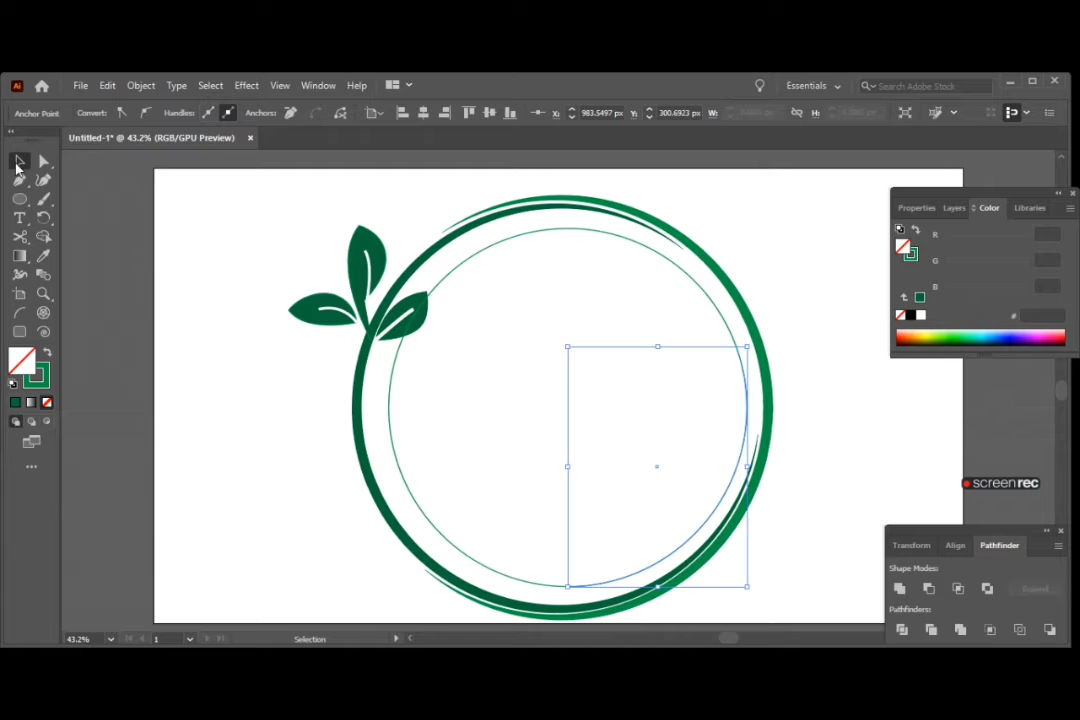 Ai File Edit Object Type Select Effect View Window Help Essentials Search Adobe Stock
Anchor Point Convert: Handles: Anchors: X: 983.5497 px Y: 300.6923 px W: H:
Untitled-1* @ 43.2% (RGB/GPU Preview) ×
Properties Layers Color Libraries
R
G
B
#
screenrec
Transform Align Pathfinder
Shape Modes:
Expand
Pathfinders:
43.2% 1 Selection